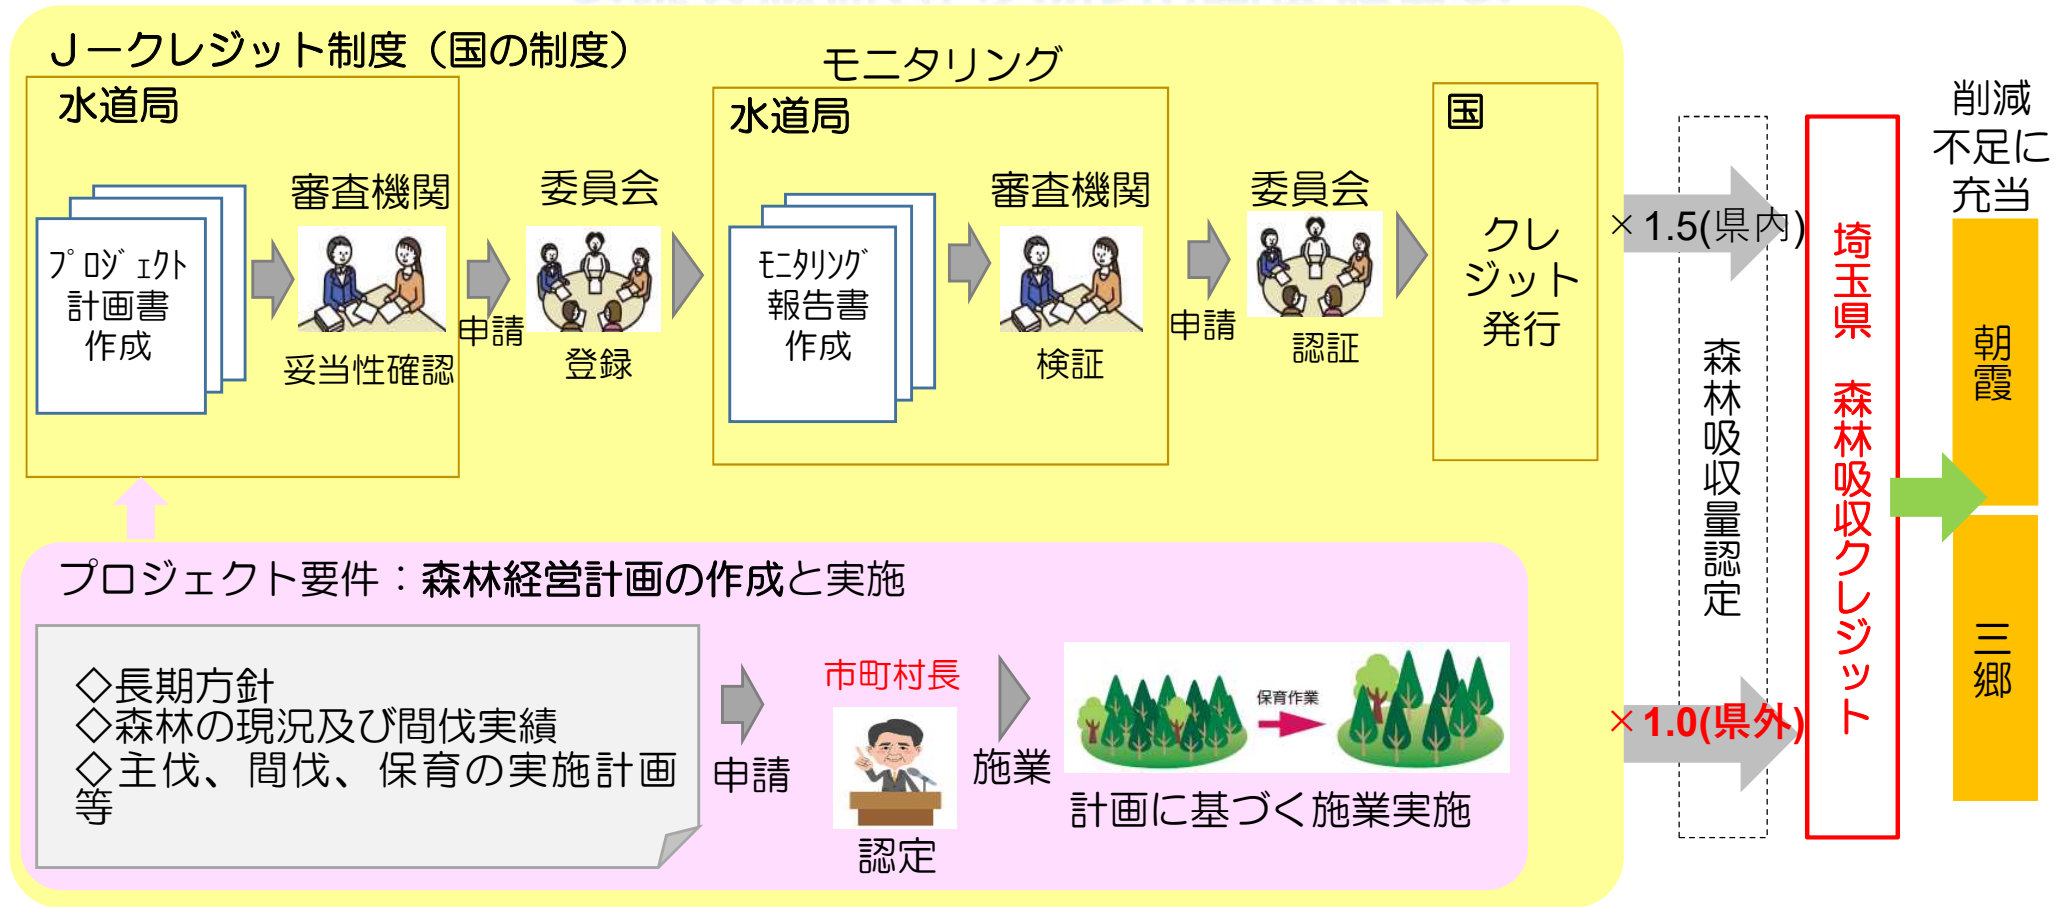 Jークレジット制度（国の制度）
モニタリング
水道局
プロジェクト
計画書
作成
審査機関
妥当性確認
申請
委員会
登録
水道局
モニタリング
報告書
作成
審査機関
検証
申請
委員会
認証
国
クレ
ジット
発行
×1.5(県内)
×1.0(県外)
森林吸収量認定
埼玉県　森林吸収クレジット
削減
不足に
充当
朝霞
三郷
プロジェクト要件：森林経営計画の作成と実施
◇長期方針
◇森林の現況及び間伐実績
◇主伐、間伐、保育の実施計画
等
申請
市町村長
認定
施業
保育作業
計画に基づく施業実施